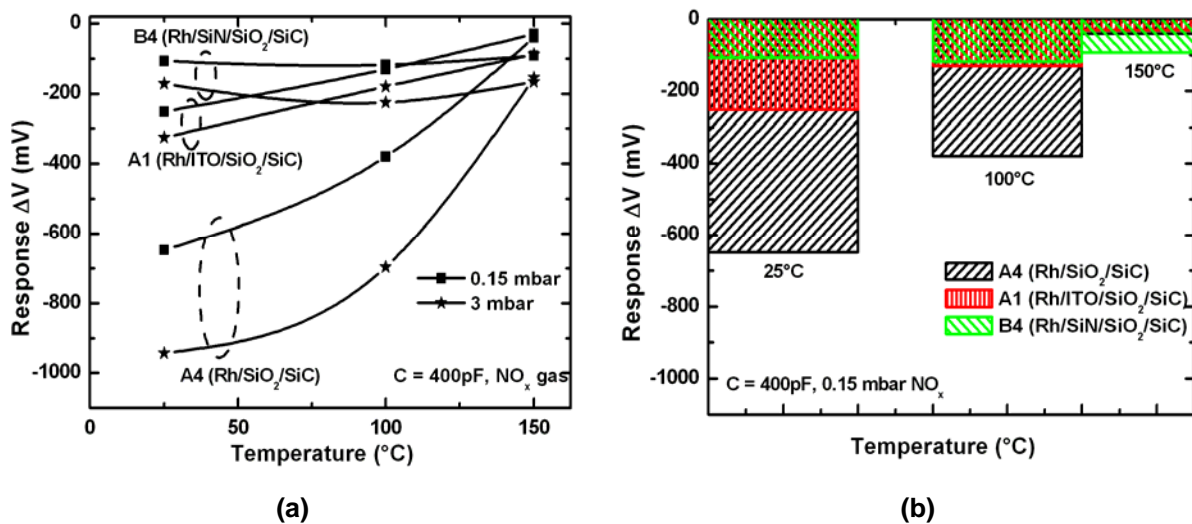 0
-200
-400
-600
-800
-1000
Response ΔV (mV)
B4 (Rh/SiN/SiO₂/SiC)
A1 (Rh/ITO/SiO₂/SiC)
0.15 mbar
3 mbar
A4 (Rh/SiO₂/SiC)
C = 400pF, NOₓ gas
0 50 100 150
Temperature (°C)
(a)
0
-200
-400
-600
-800
-1000
Response ΔV (mV)
150°C
100°C
25°C
A4 (Rh/SiO₂/SiC)
A1 (Rh/ITO/SiO₂/SiC)
B4 (Rh/SiN/SiO₂/SiC)
C = 400pF, 0.15 mbar NOₓ
Temperature (°C)
(b)